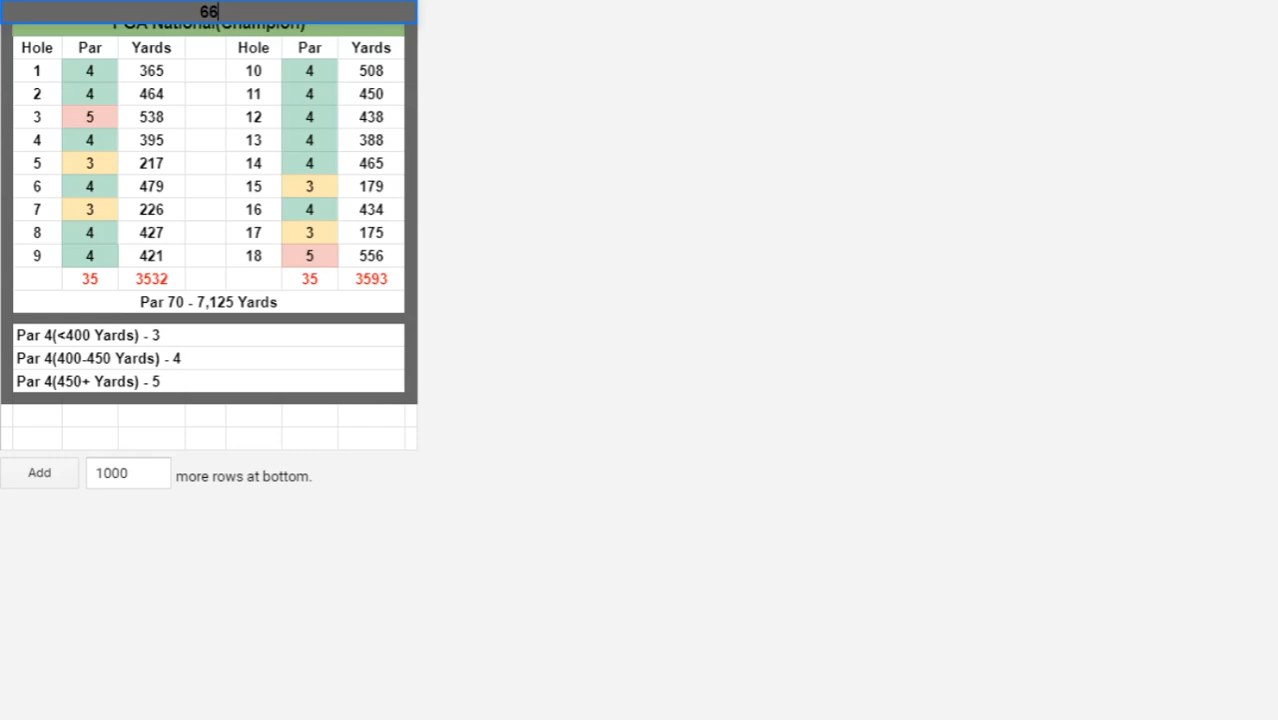 66
PGA National(Champion)
Hole Par Yards Hole Par Yards
1 4 365 10 4 508
2 4 464 11 4 450
3 5 538 12 4 438
4 4 395 13 4 388
5 3 217 14 4 465
6 4 479 15 3 179
7 3 226 16 4 434
8 4 427 17 3 175
9 4 421 18 5 556
35 3532 35 3593
Par 70 - 7,125 Yards
Par 4(<400 Yards) - 3
Par 4(400-450 Yards) - 4
Par 4(450+ Yards) - 5
Add 1000 more rows at bottom.